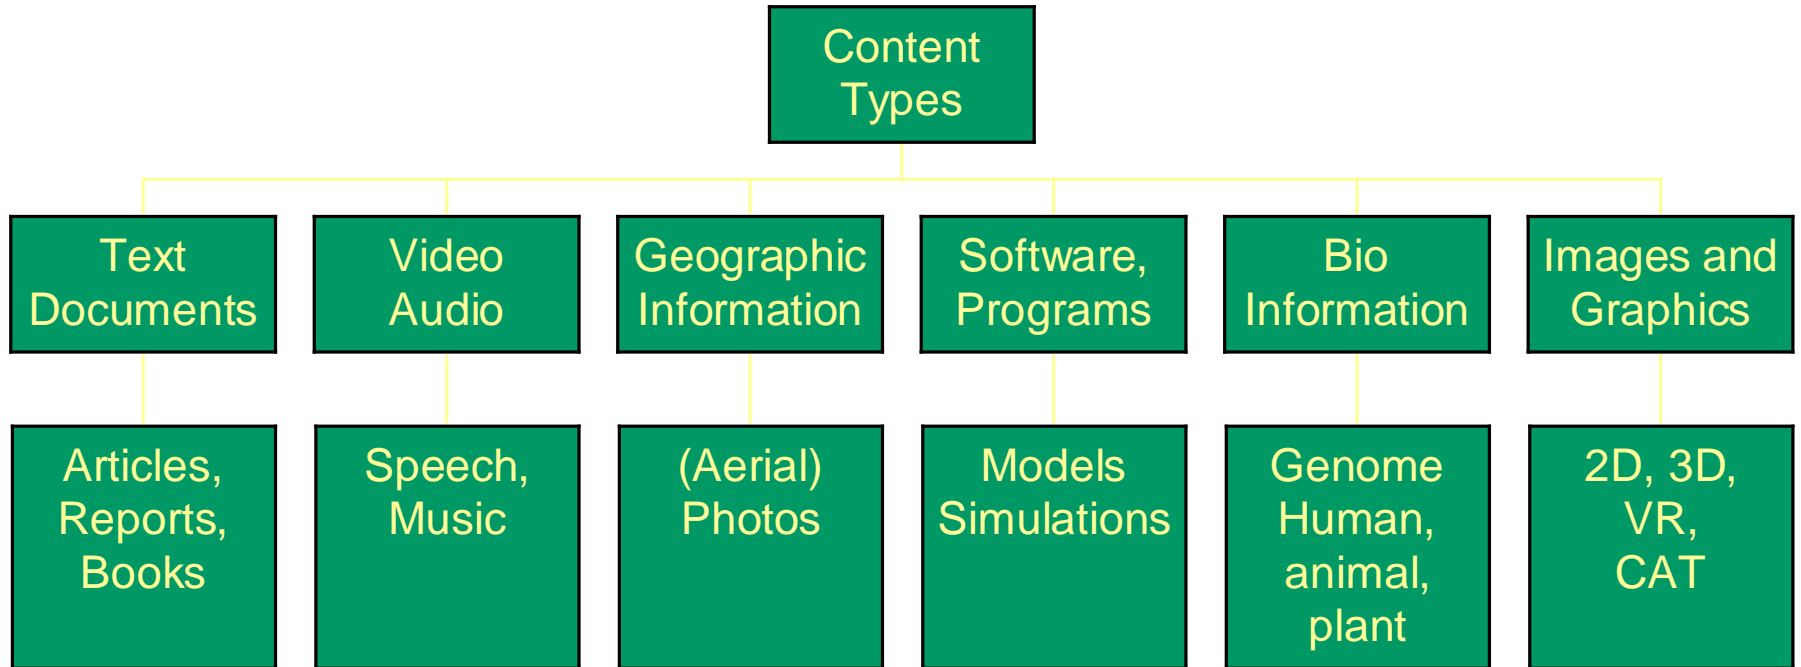 Content
Types
Text
Documents
Video
Audio
Geographic
Information
Software,
Programs
Bio
Information
Images and
Graphics
Articles,
Reports,
Books
Speech,
Music
(Aerial)
Photos
Models
Simulations
Genome
Human,
animal,
plant
2D, 3D,
VR,
CAT